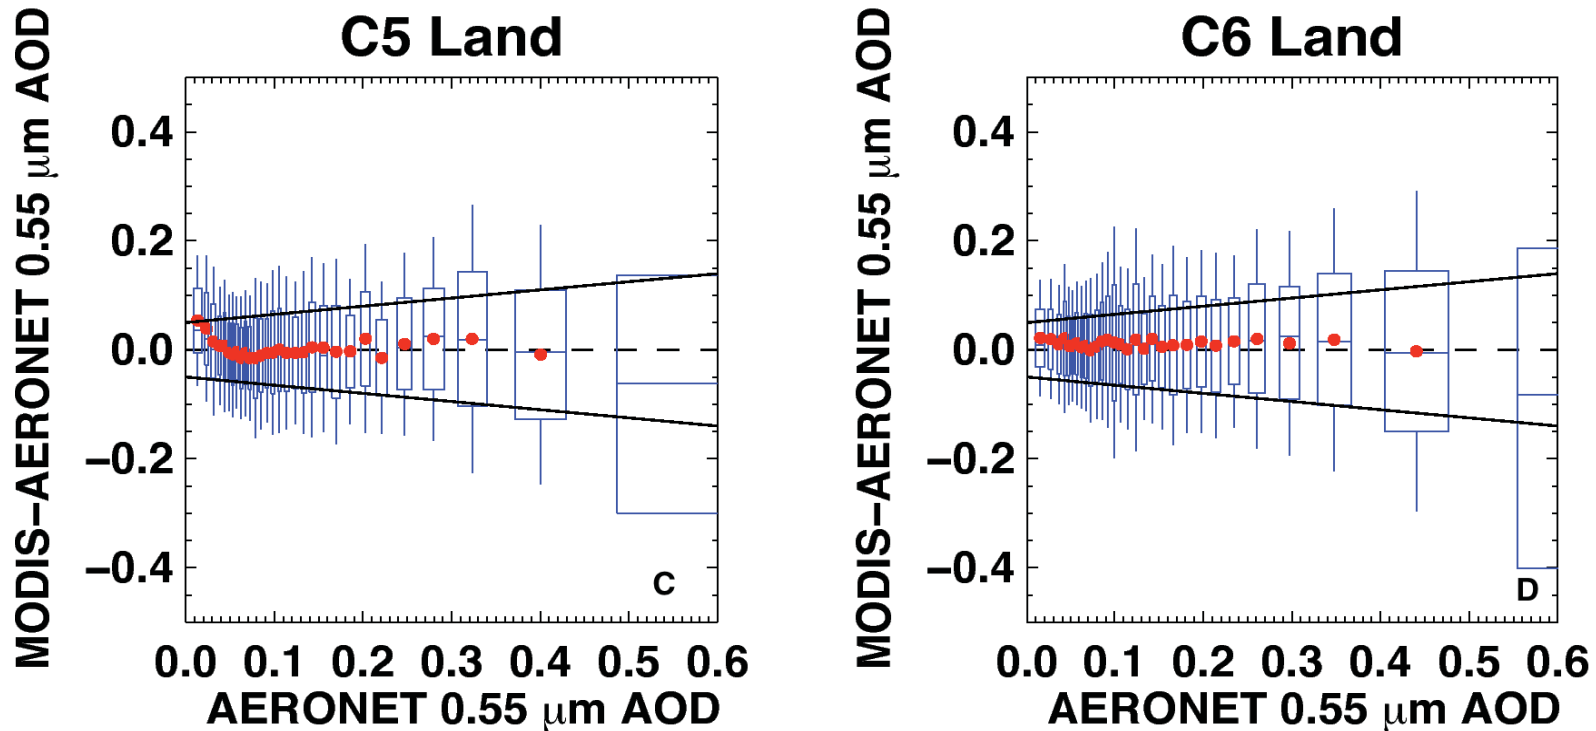 C5 Land
MODIS−AERONET 0.55 μm AOD
0.4
0.2
0.0
−0.2
−0.4
C
0.0 0.1 0.2 0.3 0.4 0.5 0.6
AERONET 0.55 μm AOD
C6 Land
MODIS−AERONET 0.55 μm AOD
0.4
0.2
0.0
−0.2
−0.4
D
0.0 0.1 0.2 0.3 0.4 0.5 0.6
AERONET 0.55 μm AOD